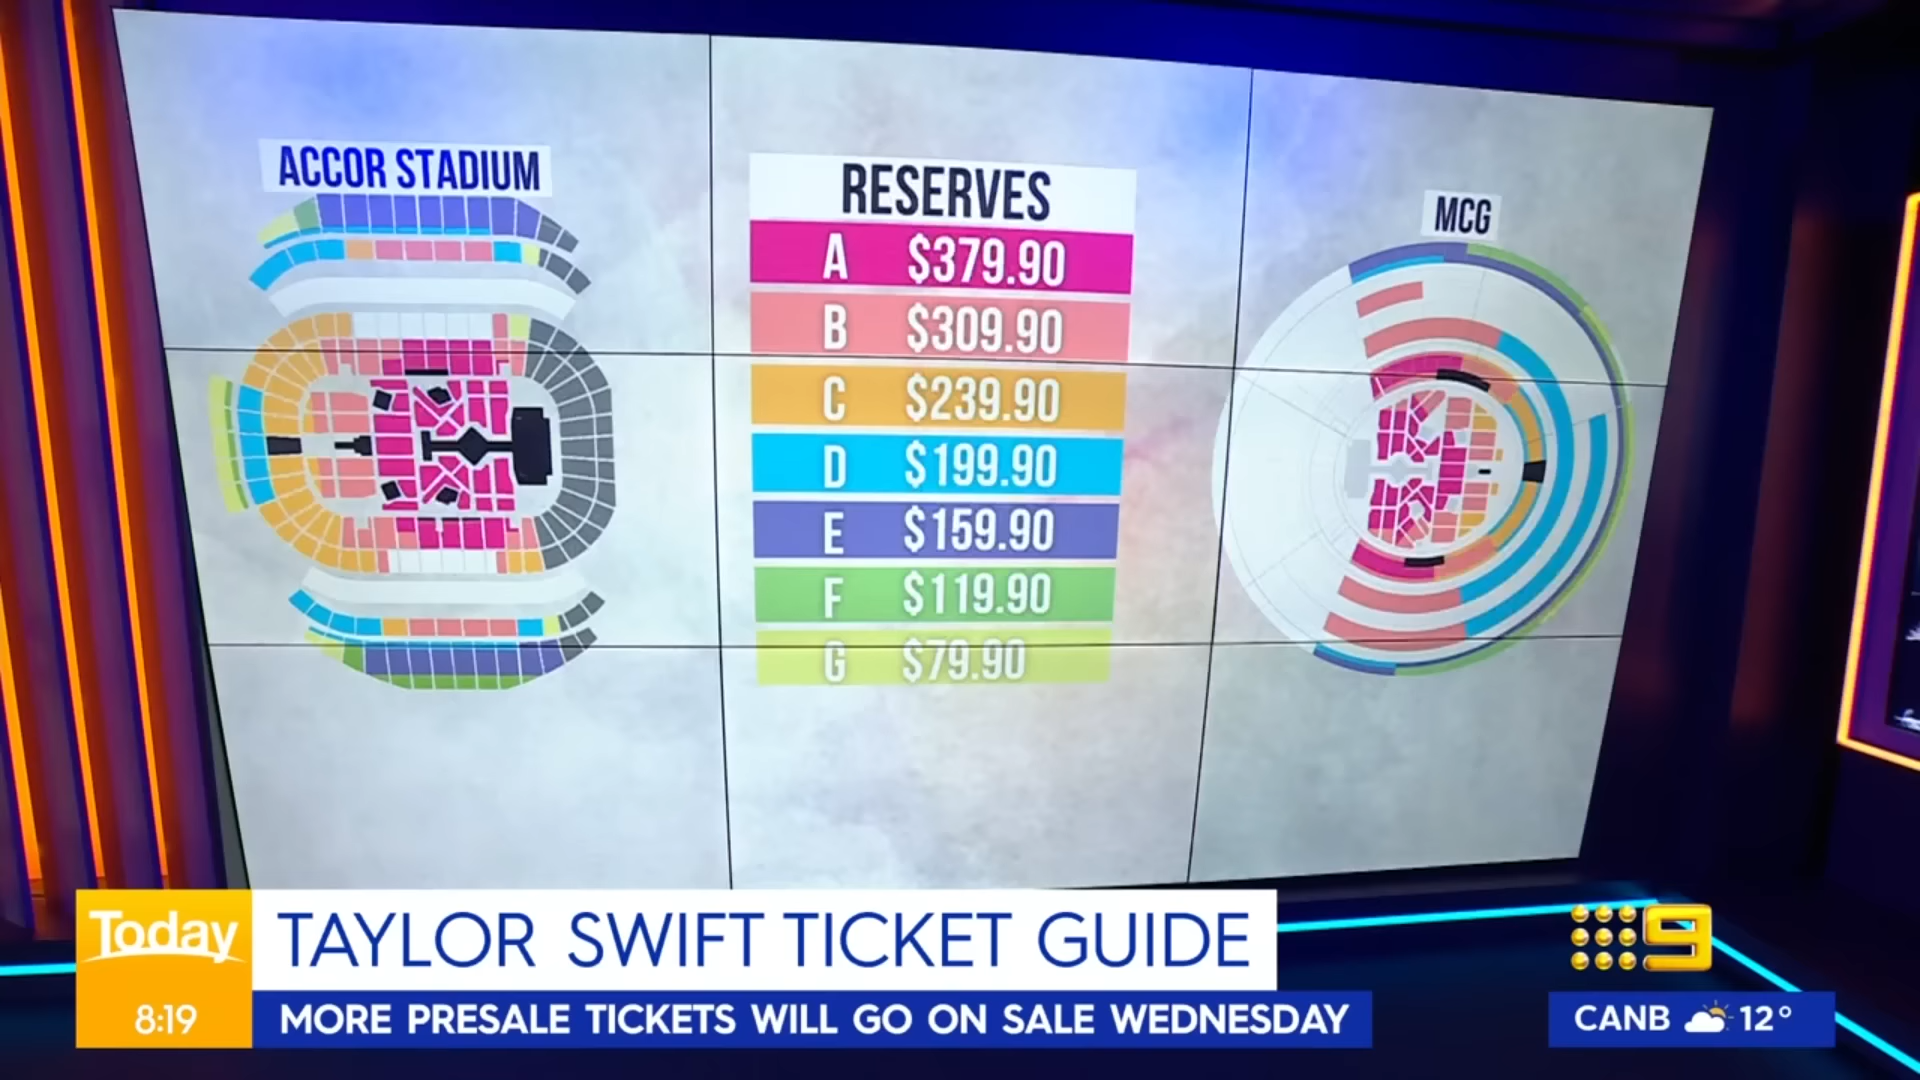 ACCOR STADIUM
RESERVES
A $379.90
B $309.90
C $239.90
D $199.90
E $159.90
F $119.90
G $79.90
MCG
Today
8:19
TAYLOR SWIFT TICKET GUIDE
MORE PRESALE TICKETS WILL GO ON SALE WEDNESDAY
9
CANB 12°